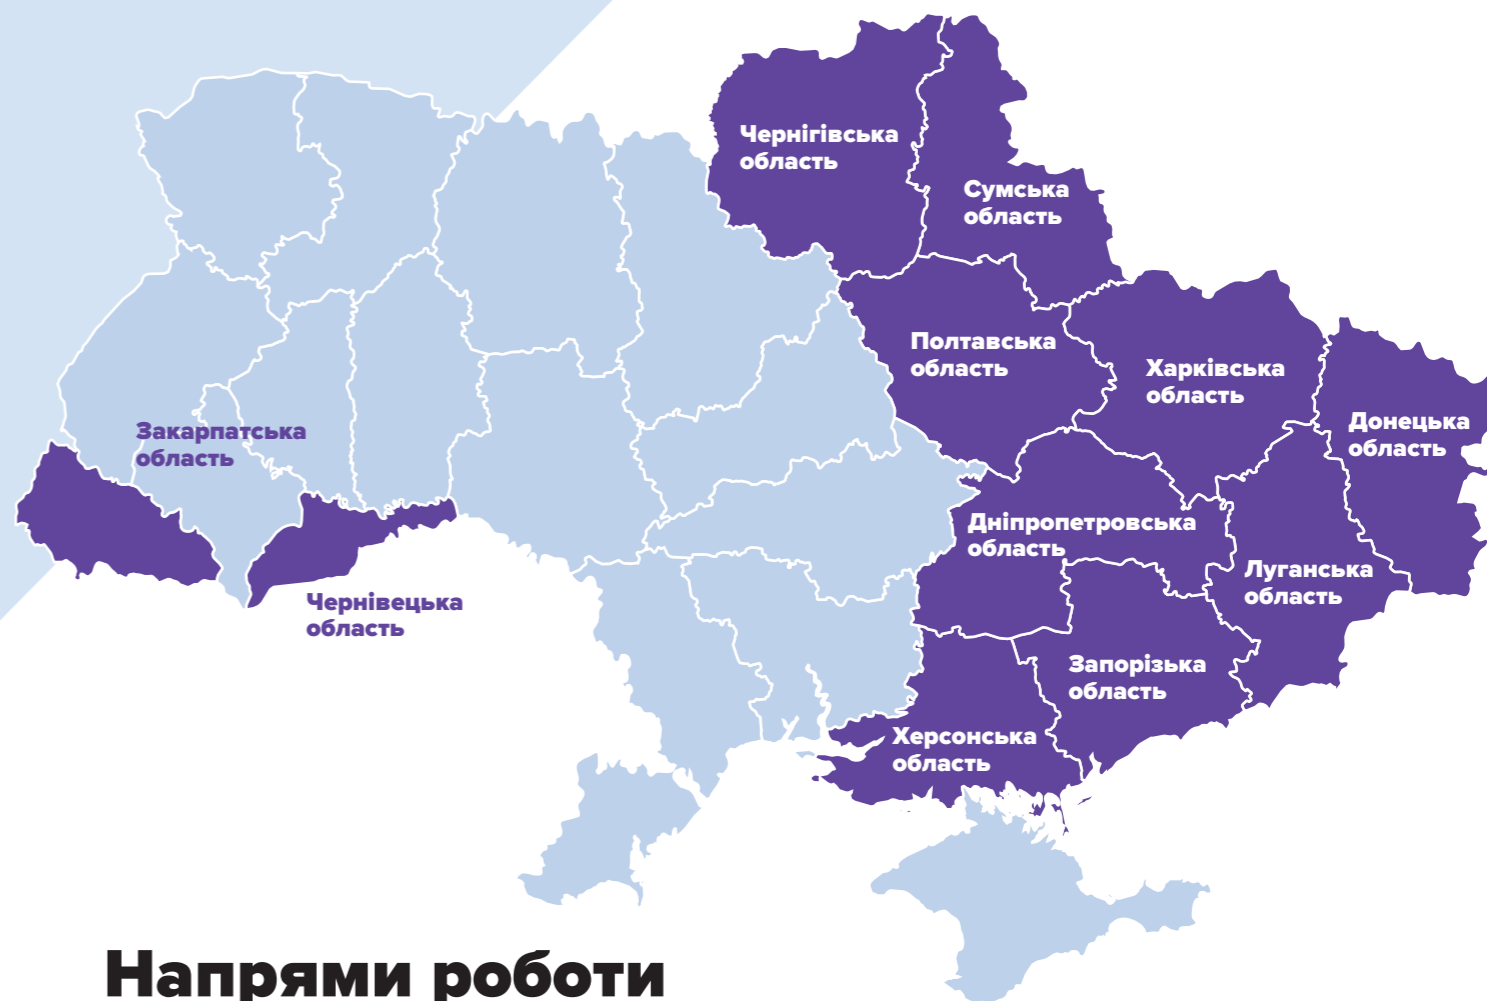 Чернігівська
область
Сумська
область
Полтавська
область
Харківська
область
Донецька
область
Закарпатська
область
Дніпропетровська
область
Луганська
область
Чернівецька
область
Запорізька
область
Херсонська
область
Напрями роботи